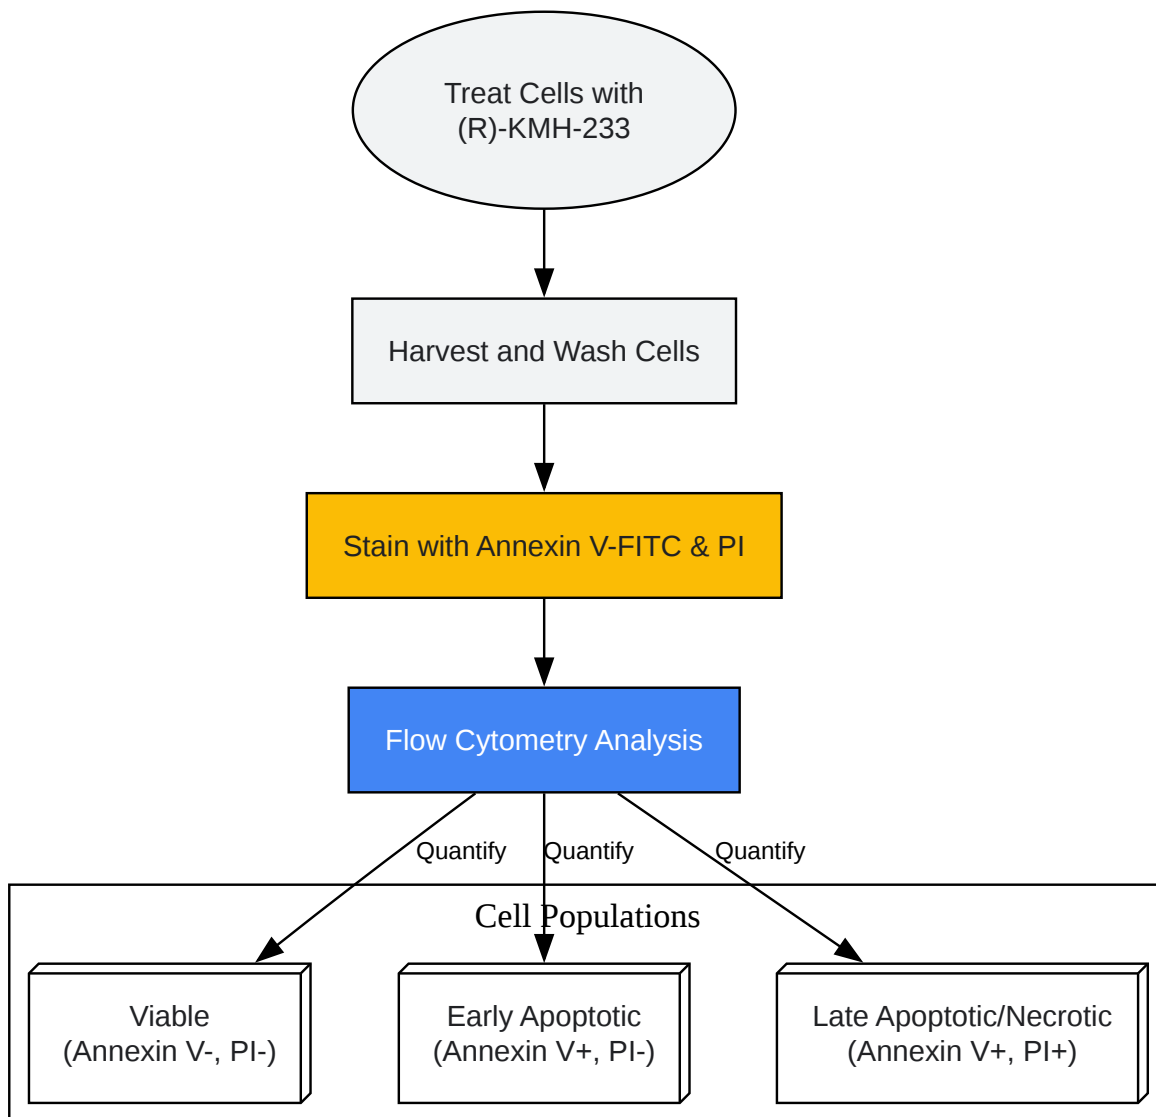 Treat Cells with
(R)-KMH-233
Harvest and Wash Cells
Stain with Annexin V-FITC & PI
Flow Cytometry Analysis
Quantify
Quantify
Quantify
Cell Populations
Viable
(Annexin V-, PI-)
Early Apoptotic
(Annexin V+, PI-)
Late Apoptotic/Necrotic
(Annexin V+, PI+)